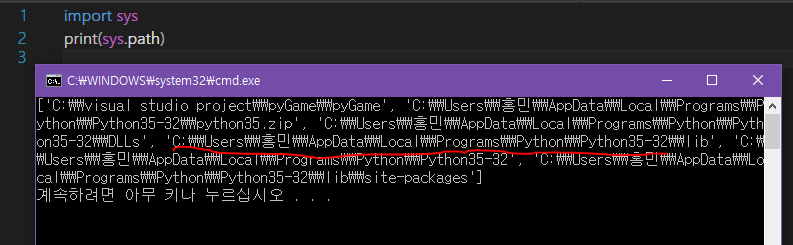 1 import sys
2 print(sys.path)
3
C:₩WINDOWS₩system32₩cmd.exe
['C:₩₩visual studio project₩₩pyGame₩₩pyGame', 'C:₩₩Users₩₩홍민₩₩AppData₩₩Local₩₩Programs₩₩P
ython₩₩Python35-32₩₩python35.zip', 'C:₩₩Users₩₩홍민₩₩AppData₩₩Local₩₩Programs₩₩Python₩₩Pyth
on35-32₩₩DLLs', 'C:₩₩Users₩₩홍민₩₩AppData₩₩Local₩₩Programs₩₩Python₩₩Python35-32₩₩lib', 'C:₩
₩Users₩₩홍민₩₩AppData₩₩Local₩₩Programs₩₩Python₩₩Python35-32', 'C:₩₩Users₩₩홍민₩₩AppData₩₩Lo
cal₩₩Programs₩₩Python₩₩Python35-32₩₩lib₩₩site-packages']
계속하려면 아무 키나 누르십시오 . . .